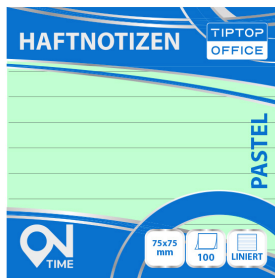 HAFTNOTIZEN
TIPTOP
OFFICE
PASTEL
ON
TIME
75x75
mm
100
LINIERT